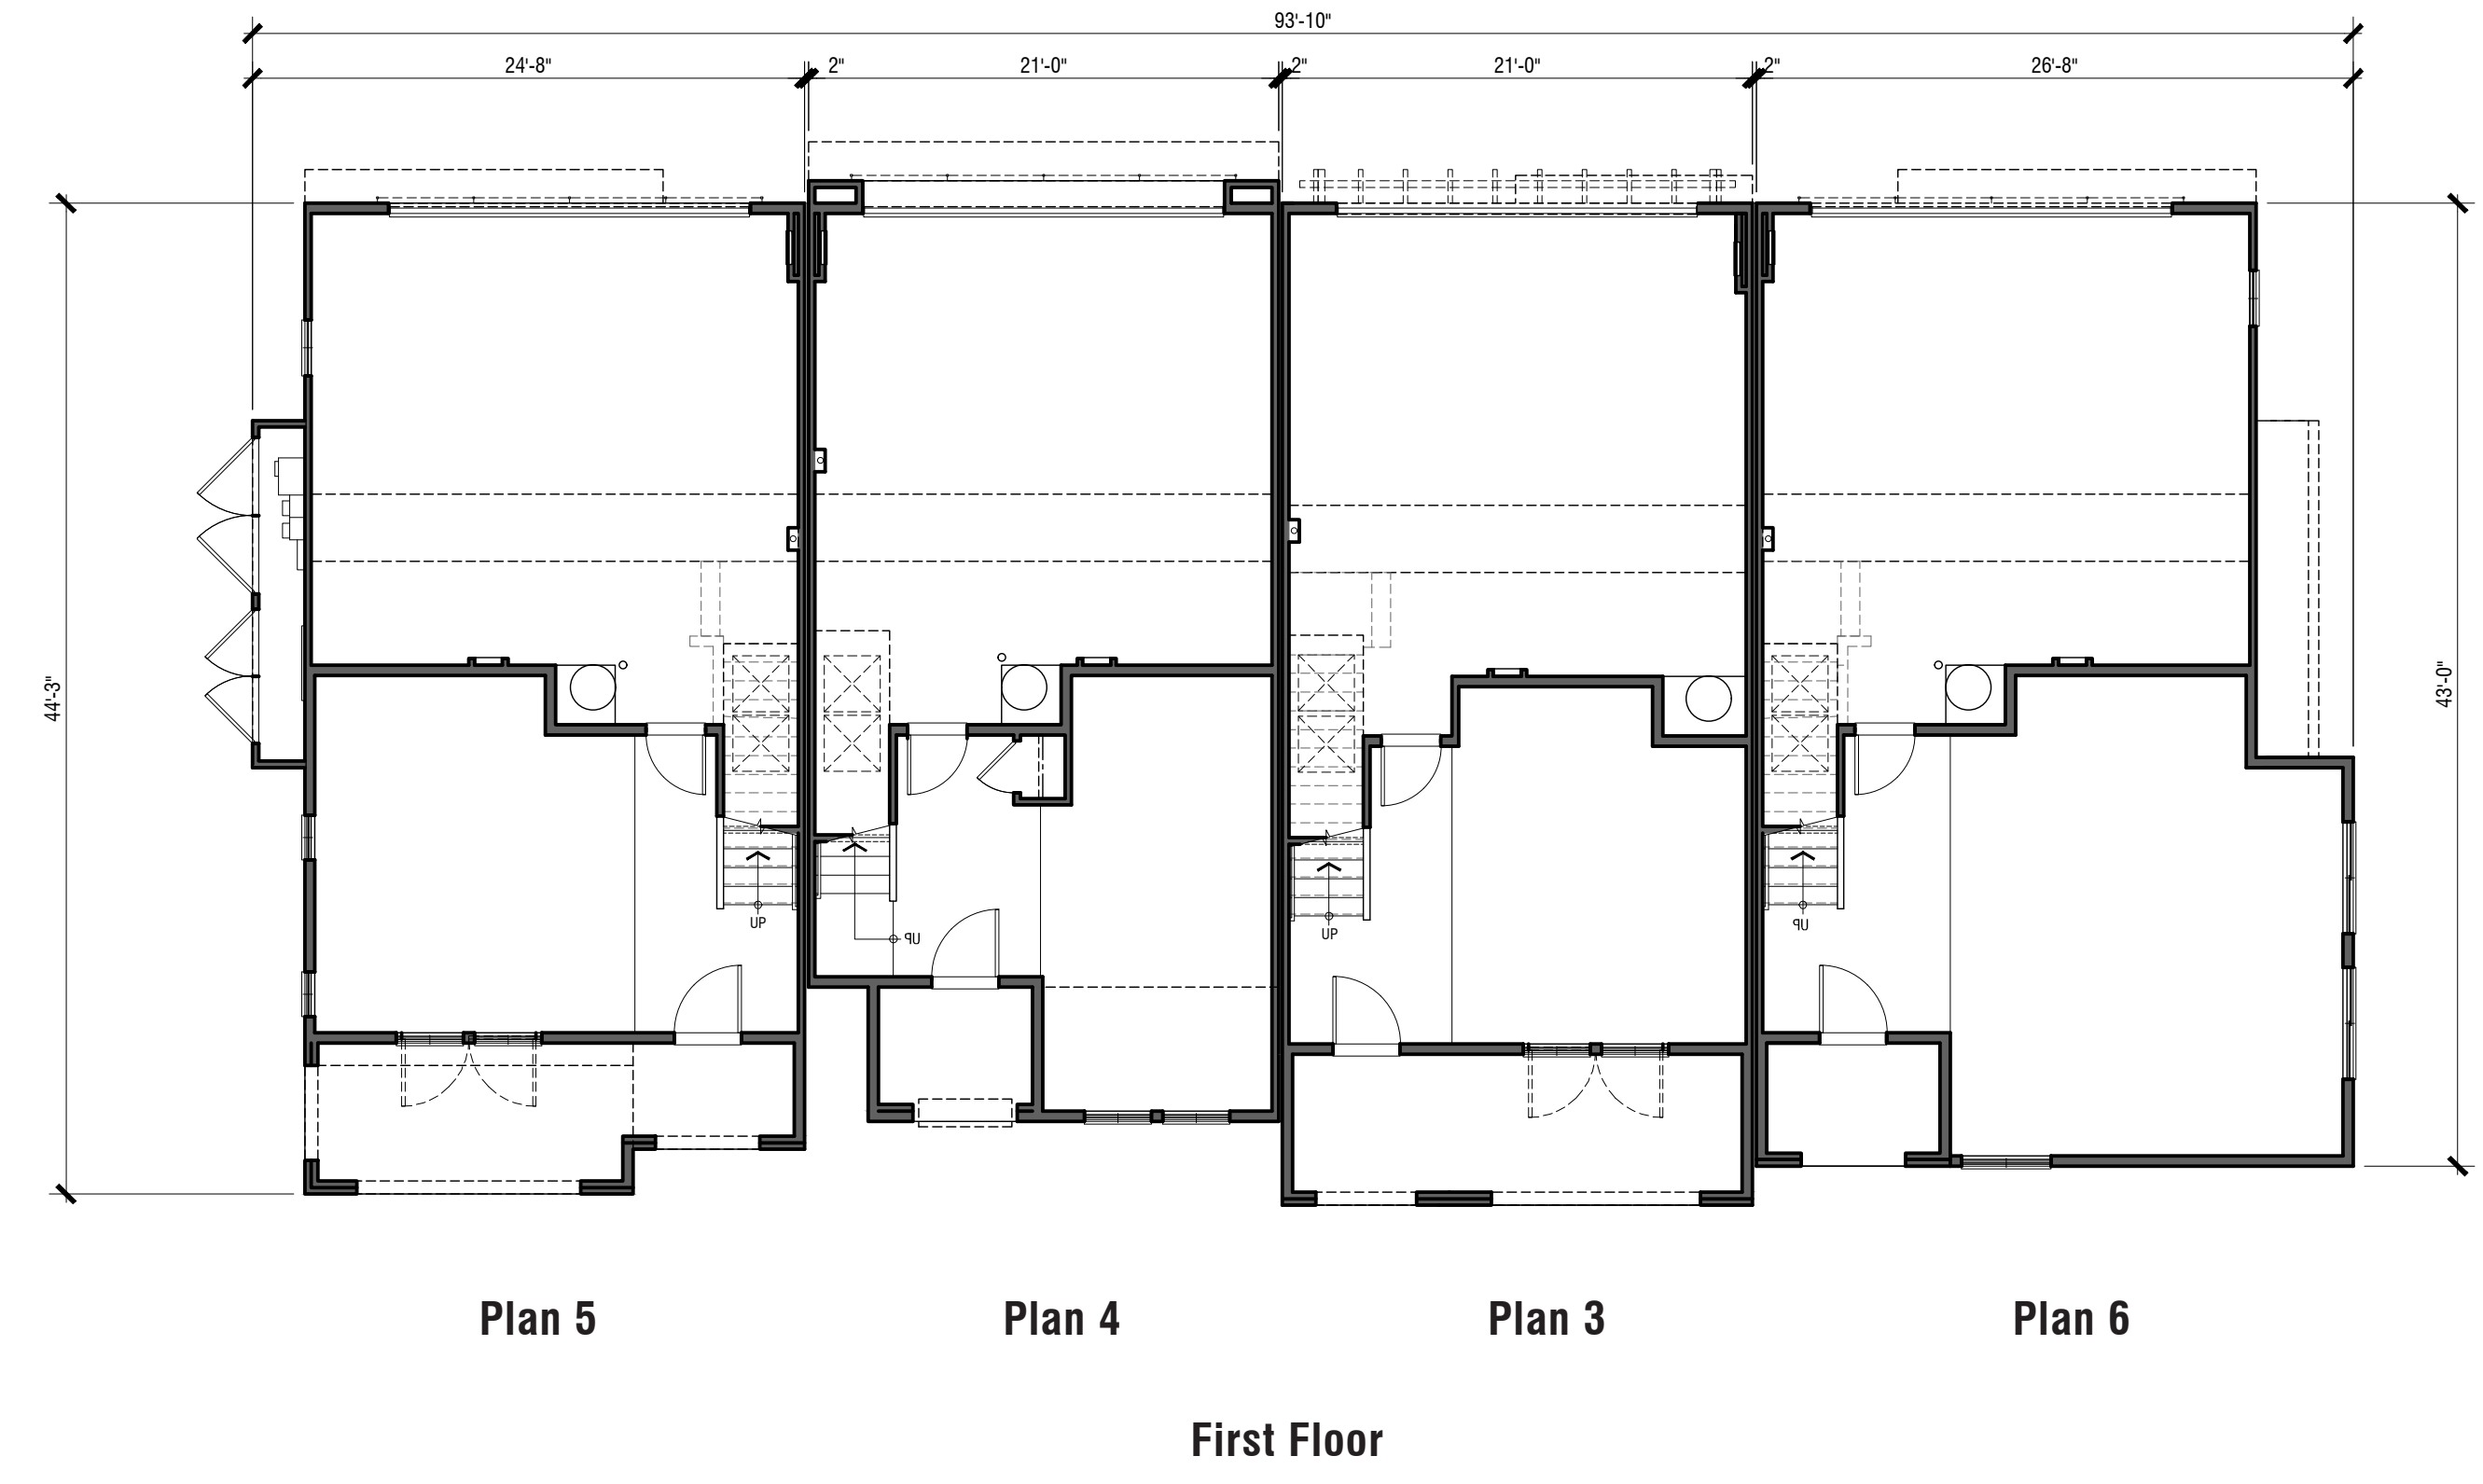 93'-10"
24'-8" 2" 21'-0" 2" 21'-0" 2" 26'-8"
44'-3"
43'-0"
UP
UP
UP
UP
Plan 5 Plan 4 Plan 3 Plan 6
First Floor